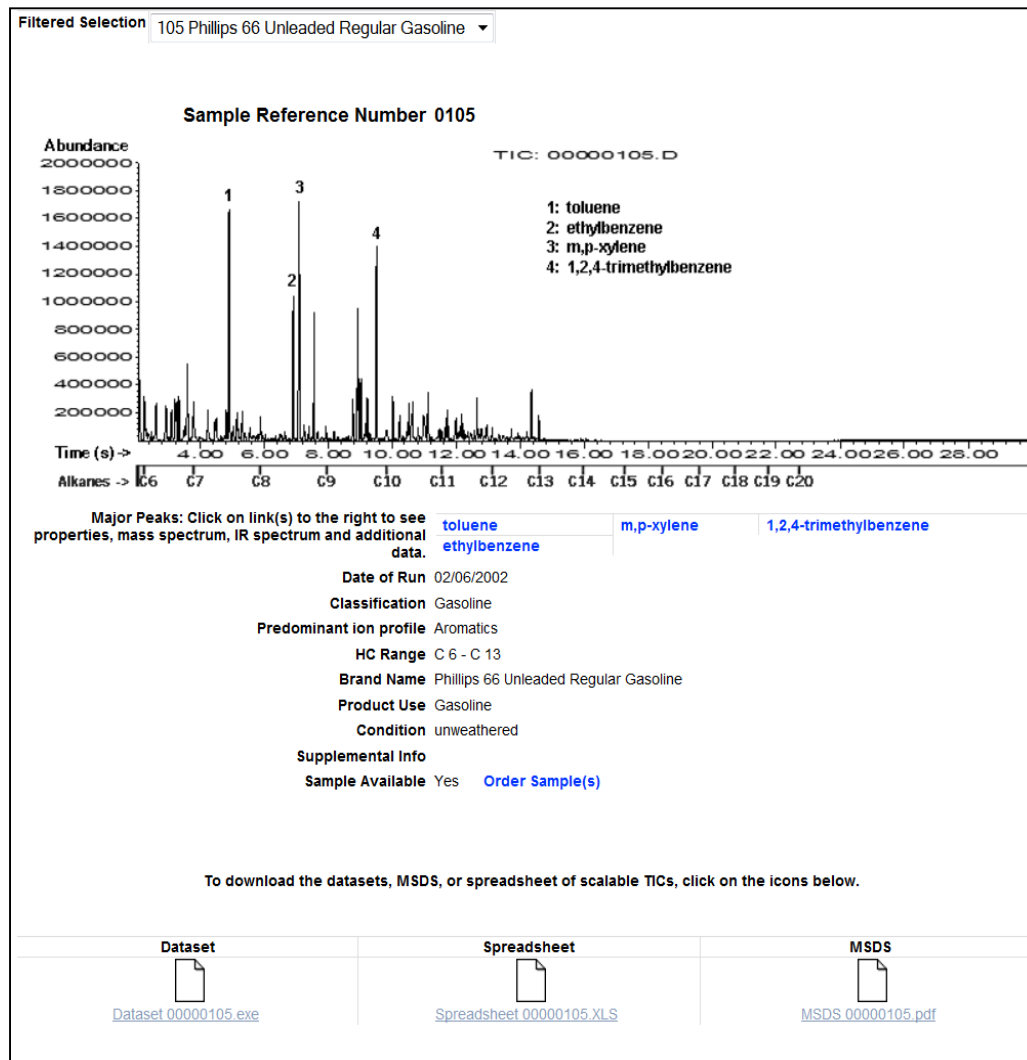 Filtered Selection 105 Phillips 66 Unleaded Regular Gasoline
Sample Reference Number 0105
Abundance
TIC: 00000105.D
2000000
1800000
1600000
1400000
1200000
1000000
800000
600000
400000
200000
1
2
3
4
1: toluene
2: ethylbenzene
3: m,p-xylene
4: 1,2,4-trimethylbenzene
Time (s) -> 4.00 6.00 8.00 10.00 12.00 14.00 16.00 18.00 20.00 22.00 24.00 26.00 28.00
Alkanes -> C6 C7 C8 C9 C10 C11 C12 C13 C14 C15 C16 C17 C18 C19 C20
Major Peaks: Click on link(s) to the right to see
properties, mass spectrum, IR spectrum and additional
data.
toluene m,p-xylene 1,2,4-trimethylbenzene
ethylbenzene
Date of Run 02/06/2002
Classification Gasoline
Predominant ion profile Aromatics
HC Range C 6 - C 13
Brand Name Phillips 66 Unleaded Regular Gasoline
Product Use Gasoline
Condition unweathered
Supplemental Info
Sample Available Yes Order Sample(s)
To download the datasets, MSDS, or spreadsheet of scalable TICs, click on the icons below.
Dataset Spreadsheet MSDS
Dataset 00000105.exe Spreadsheet 00000105.XLS MSDS 00000105.pdf